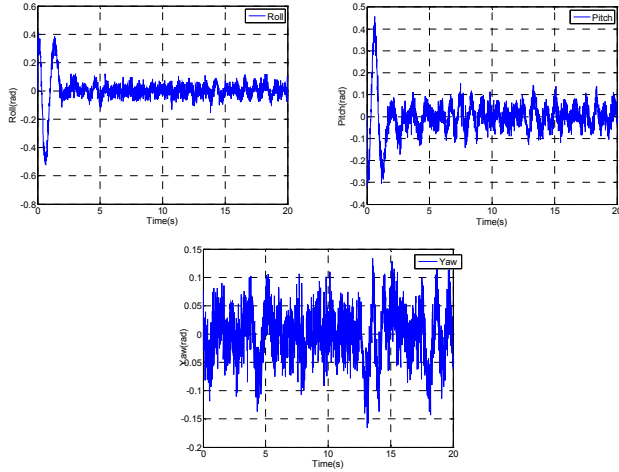 0.6
Roll
0.4
0.2
0
-0.2
-0.4
-0.6
-0.8
Roll(rad)
0 5 10 15 20
Time(s)
0.5
Pitch
0.4
0.3
0.2
0.1
0
-0.1
-0.2
-0.3
-0.4
Pitch(rad)
0 5 10 15 20
Time(s)
0.15
Yaw
0.1
0.05
0
-0.05
-0.1
-0.15
-0.2
Yaw(rad)
0 5 10 15 20
Time(s)